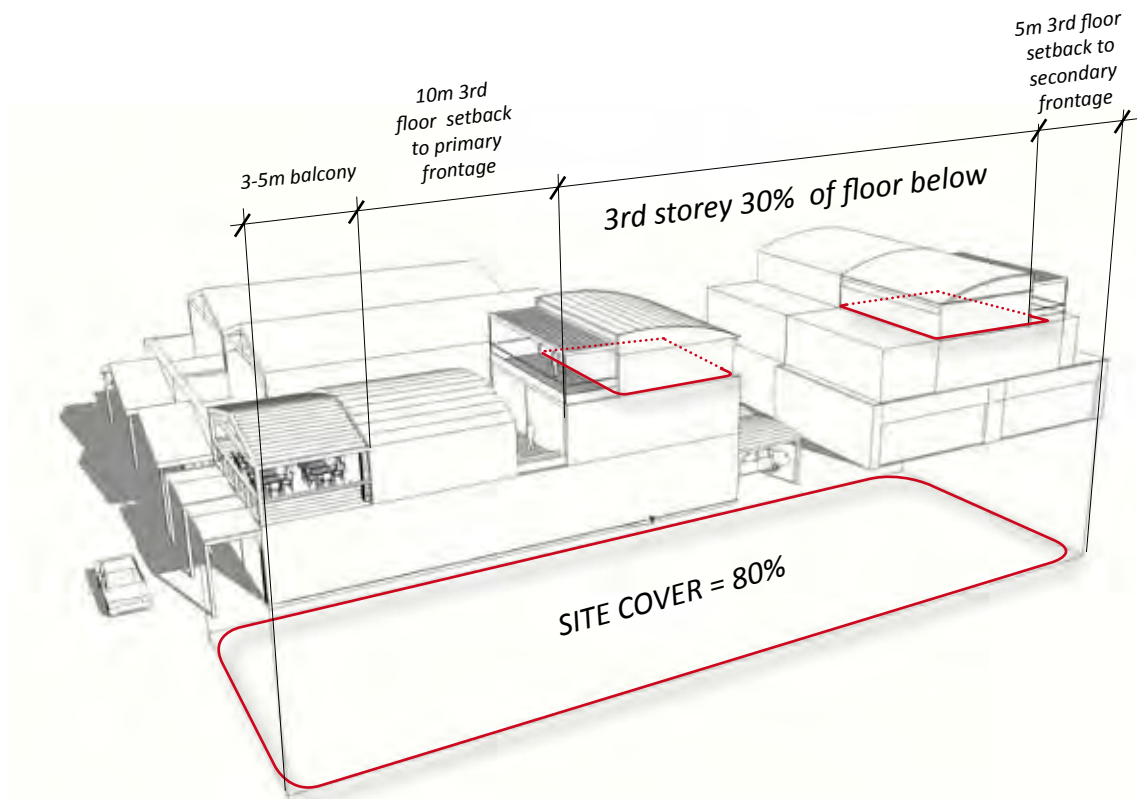 5m 3rd floor
setback to
secondary
frontage
10m 3rd
floor setback
to primary
frontage
3-5m balcony
3rd storey 30% of floor below
SITE COVER = 80%